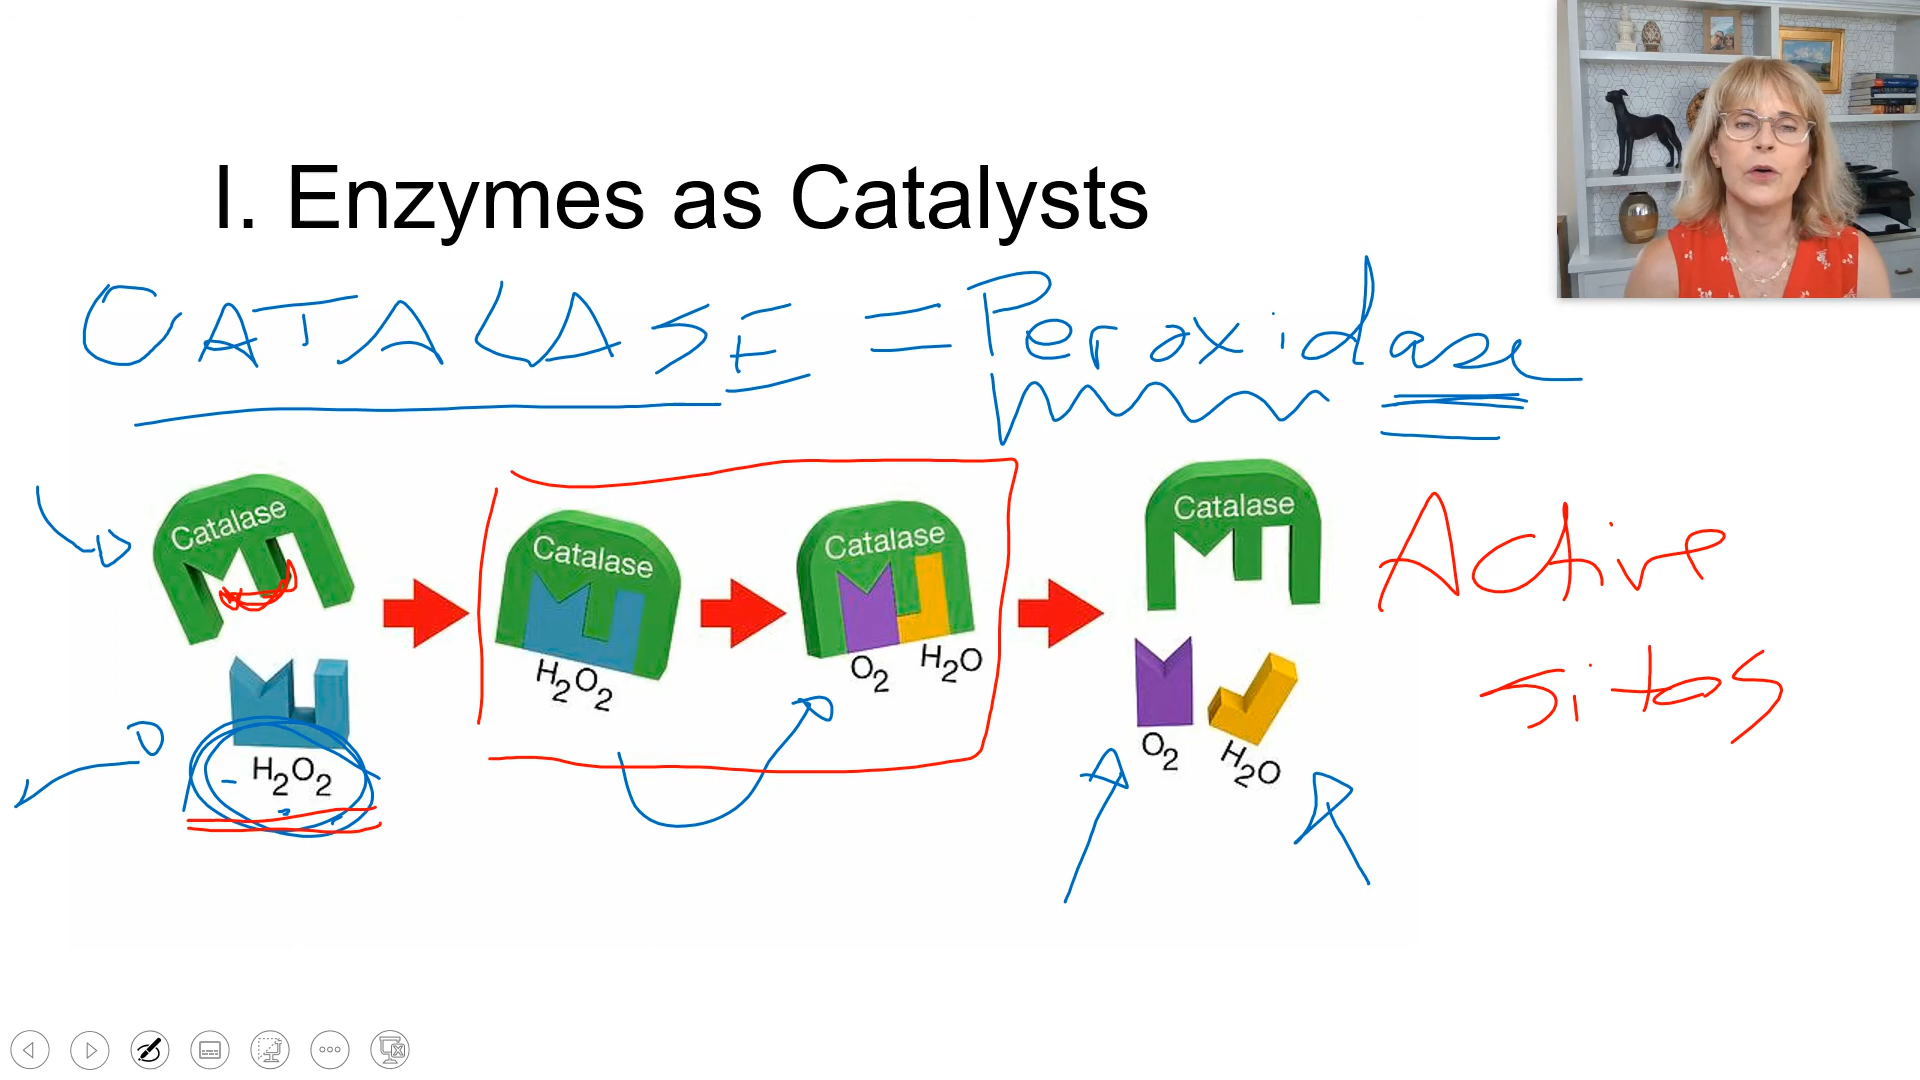 I. Enzymes as Catalysts
CATALASE = Peroxidase
Catalase
Catalase
Catalase
Catalase
Active
sites
H2O2
H2O2
O2
H2O
O2
H2O